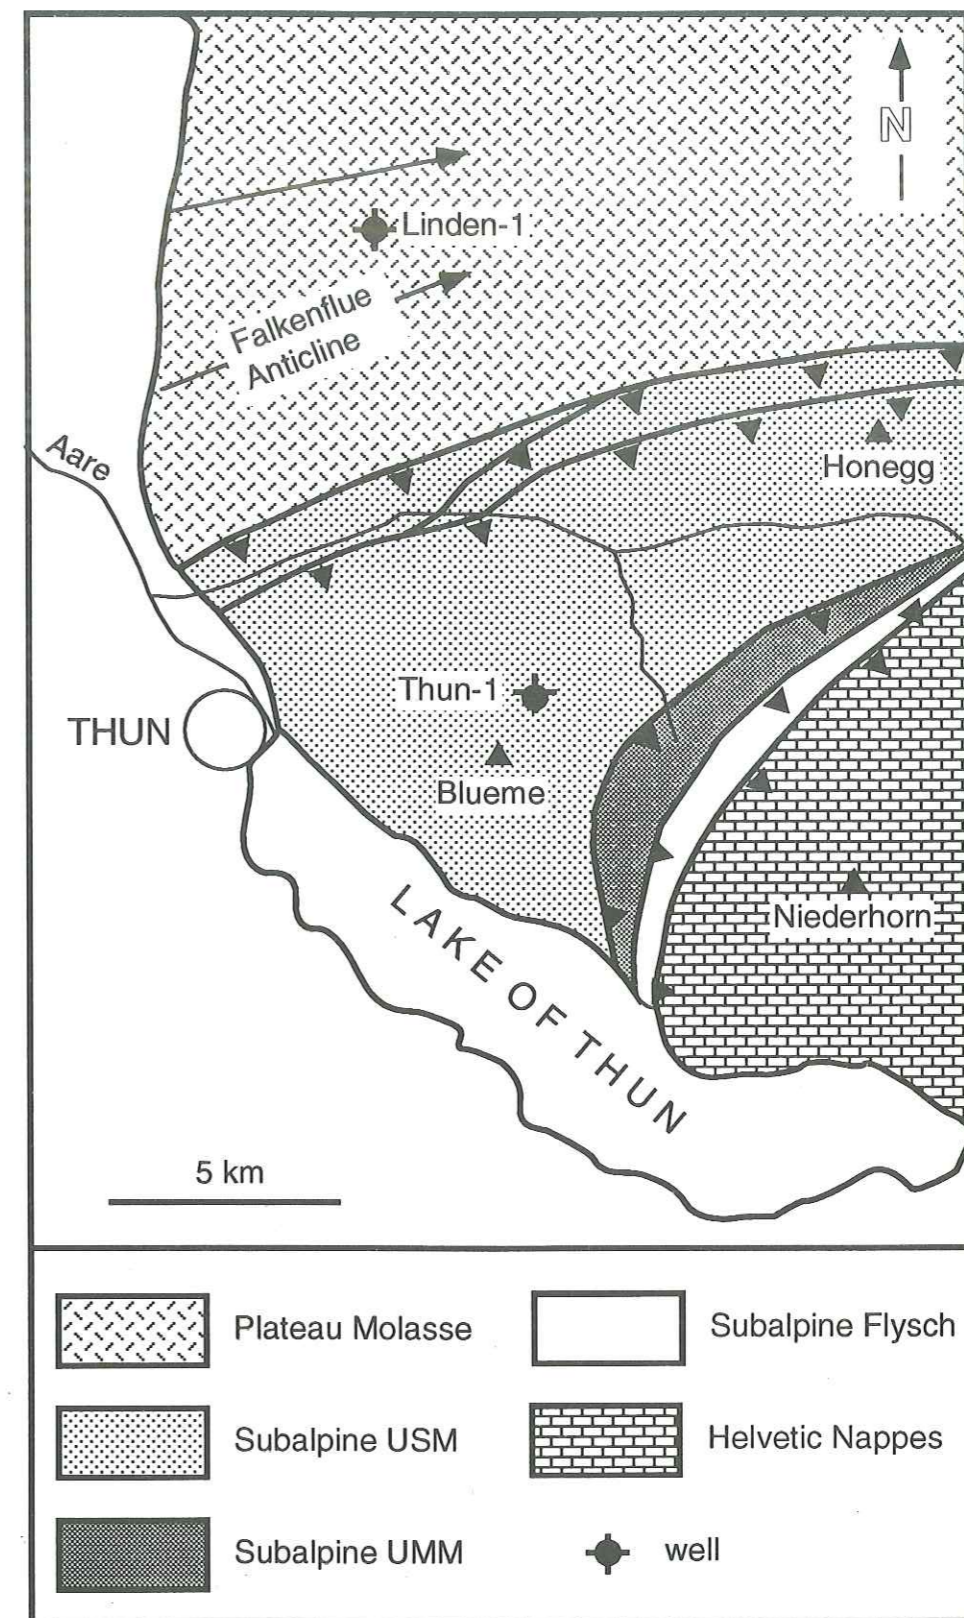 N
Linden-1
Falkenflue
Anticline
Aare
Honegg
Thun-1
THUN
Blueme
Niederhorn
LAKE OF THUN
5 km
Plateau Molasse
Subalpine Flysch
Subalpine USM
Helvetic Nappes
Subalpine UMM
well